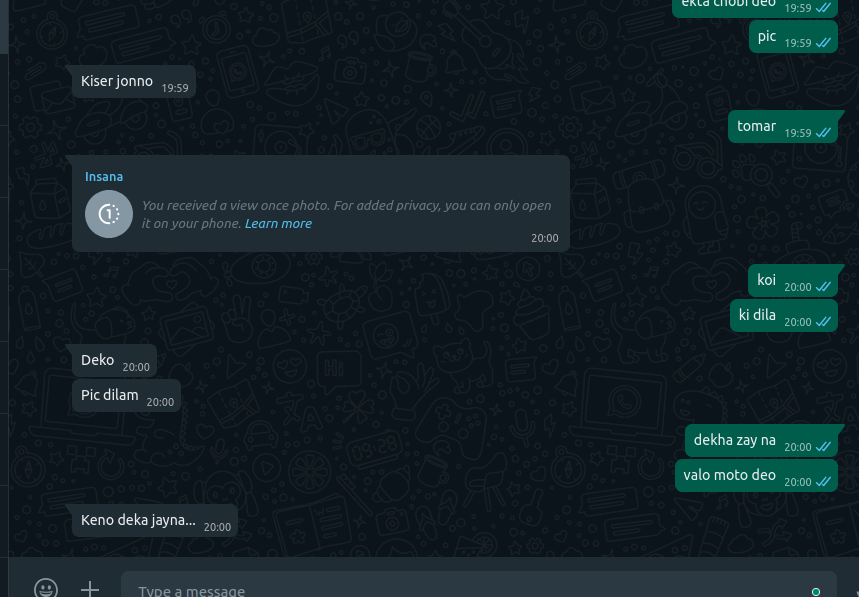 ekta chobi deo 19:59
pic 19:59
Kiser jonno 19:59
tomar 19:59
Insana
You received a view once photo. For added privacy, you can only open
it on your phone. Learn more
20:00
koi 20:00
ki dila 20:00
Deko 20:00
Pic dilam 20:00
dekha zay na 20:00
valo moto deo 20:00
Keno deka jayna... 20:00
Type a message